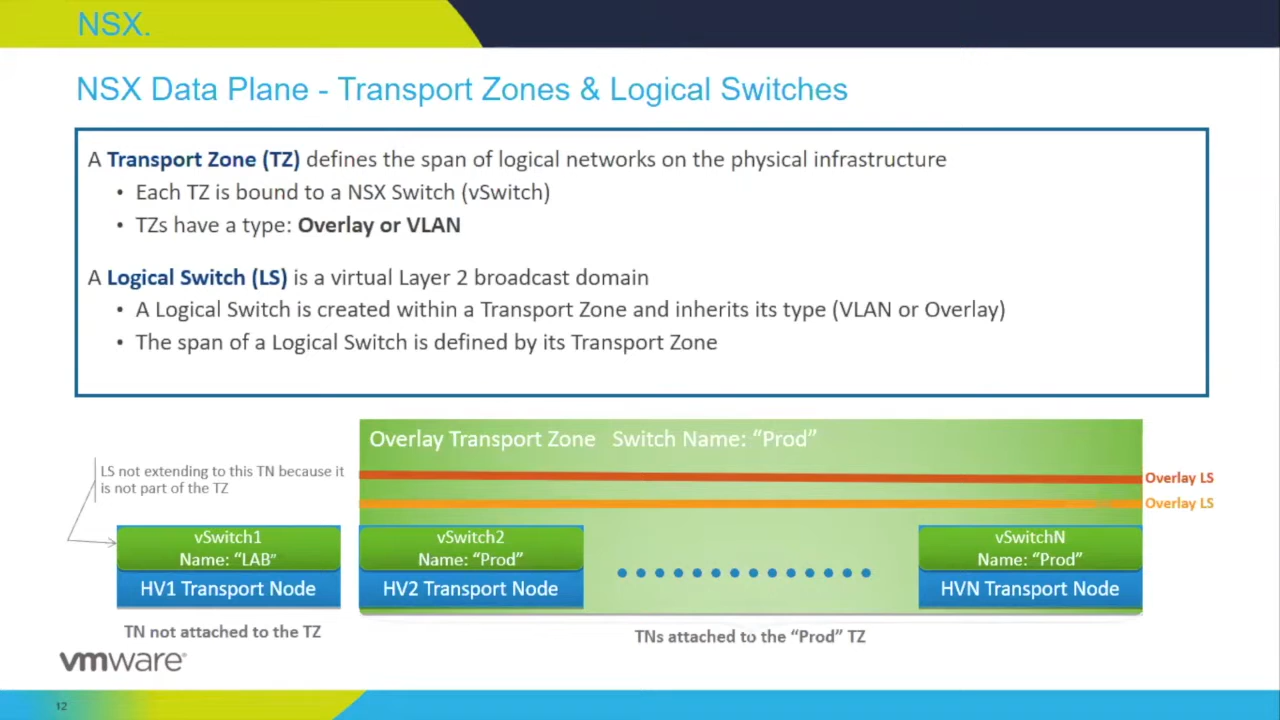 NSX.
NSX Data Plane - Transport Zones & Logical Switches
A Transport Zone (TZ) defines the span of logical networks on the physical infrastructure
• Each TZ is bound to a NSX Switch (vSwitch)
• TZs have a type: Overlay or VLAN
A Logical Switch (LS) is a virtual Layer 2 broadcast domain
• A Logical Switch is created within a Transport Zone and inherits its type (VLAN or Overlay)
• The span of a Logical Switch is defined by its Transport Zone
Overlay Transport Zone Switch Name: “Prod”
LS not extending to this TN because it
is not part of the TZ
Overlay LS
Overlay LS
vSwitch1
Name: “LAB”
HV1 Transport Node
vSwitch2
Name: “Prod”
HV2 Transport Node
vSwitchN
Name: “Prod”
HVN Transport Node
TN not attached to the TZ
TNs attached to the “Prod” TZ
vmware®
12